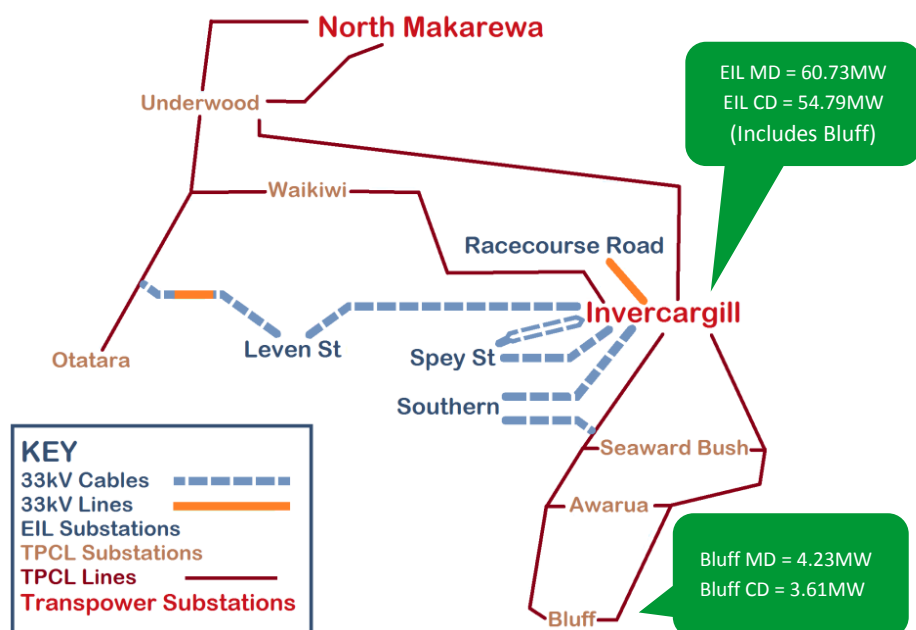 North Makarewa
EIL MD = 60.73MW
EIL CD = 54.79MW
(Includes Bluff)
Underwood
Waikiwi
Racecourse Road
Invercargill
Leven St
Otatara
Spey St
Southern
Seaward Bush
Awarua
Bluff
Bluff MD = 4.23MW
Bluff CD = 3.61MW
KEY
33kV Cables
33kV Lines
EIL Substations
TPCL Substations
TPCL Lines
Transpower Substations